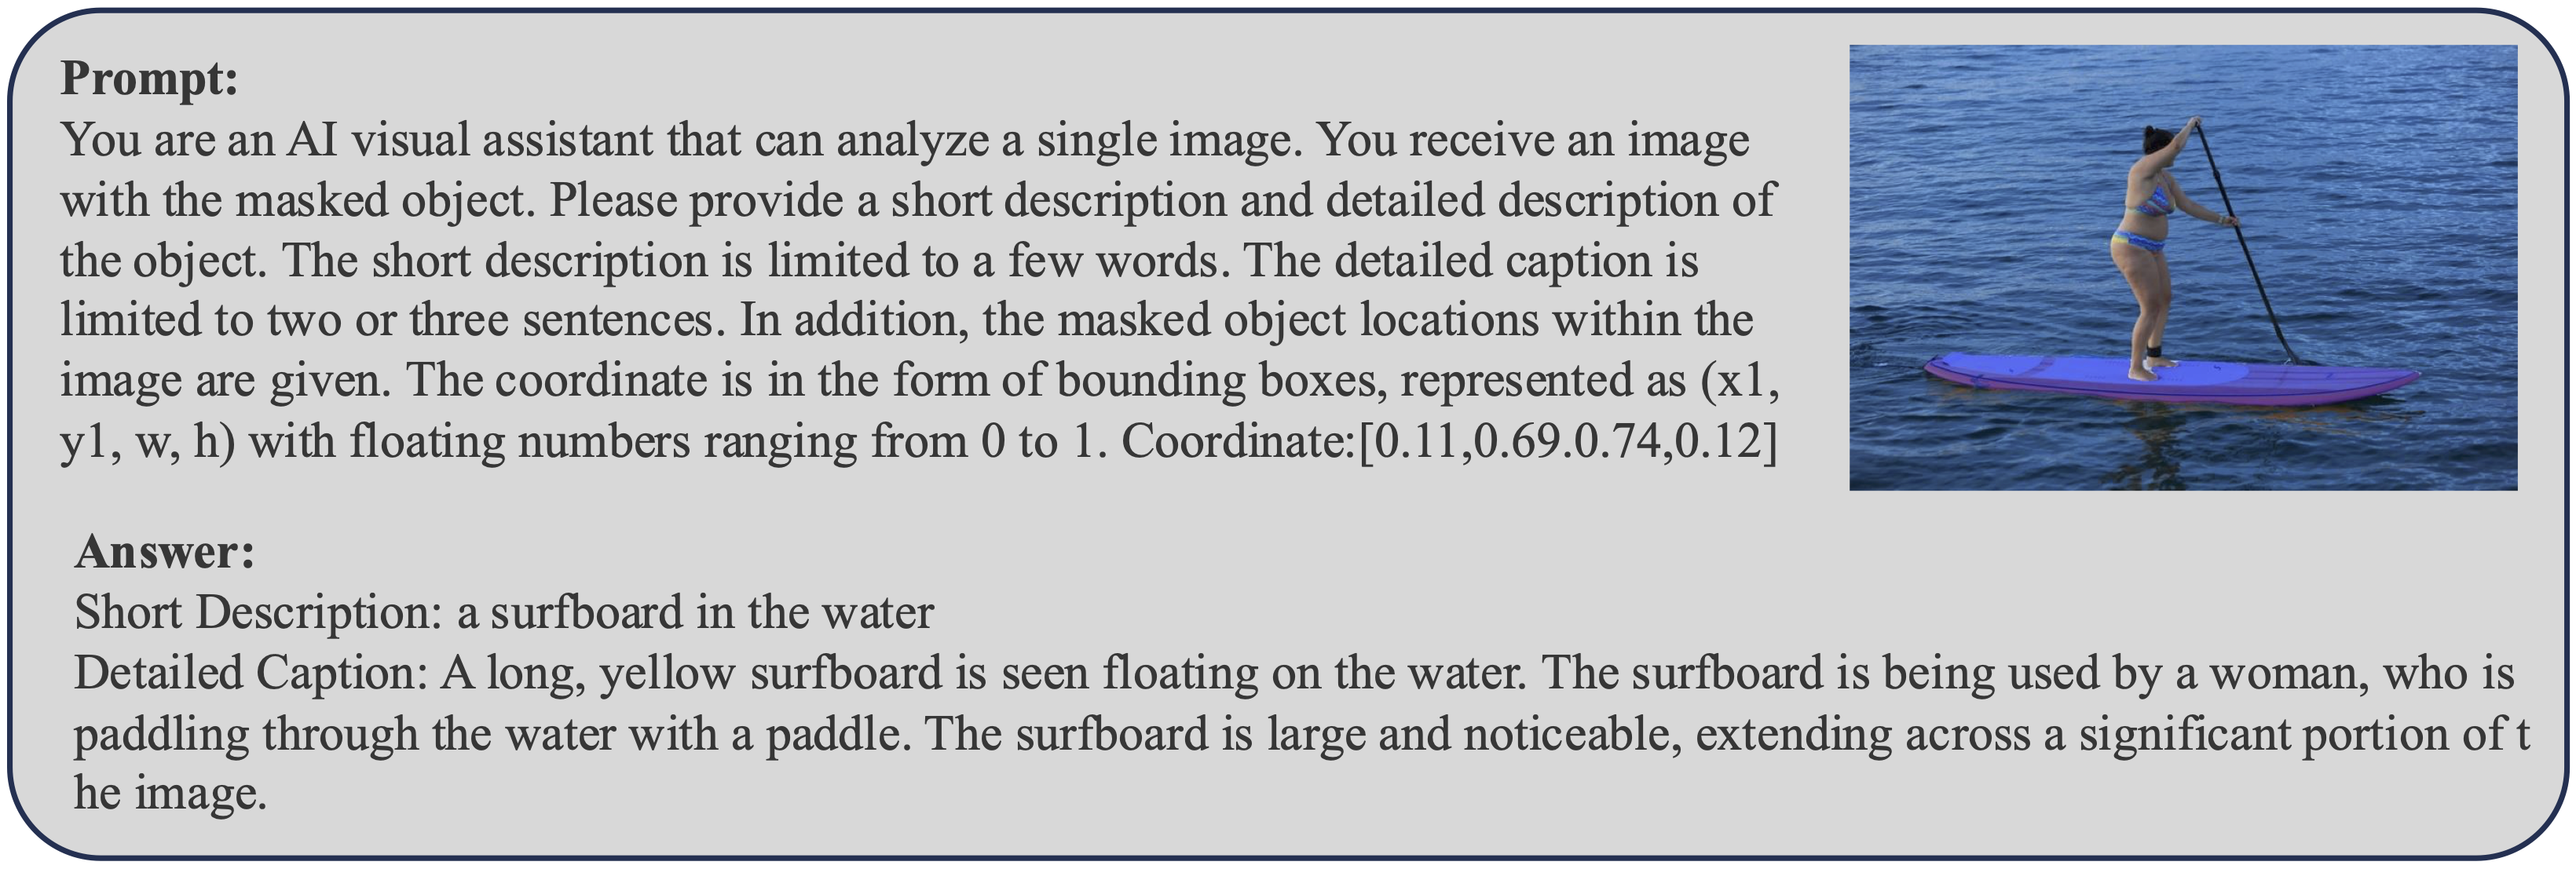 Prompt:
You are an AI visual assistant that can analyze a single image. You receive an image
with the masked object. Please provide a short description and detailed description of
the object. The short description is limited to a few words. The detailed caption is
limited to two or three sentences. In addition, the masked object locations within the
image are given. The coordinate is in the form of bounding boxes, represented as (x1,
y1, w, h) with floating numbers ranging from 0 to 1. Coordinate:[0.11,0.69.0.74,0.12]
Answer:
Short Description: a surfboard in the water
Detailed Caption: A long, yellow surfboard is seen floating on the water. The surfboard is being used by a woman, who is
paddling through the water with a paddle. The surfboard is large and noticeable, extending across a significant portion of t
he image.